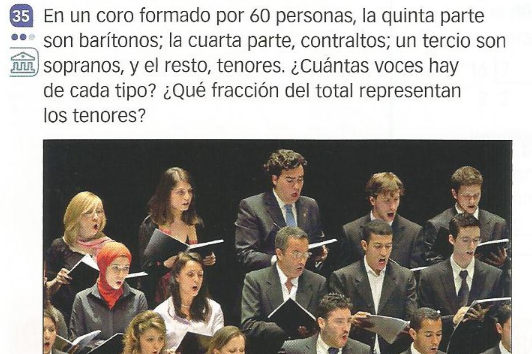 35 En un coro formado por 60 personas, la quinta parte
son barítonos; la cuarta parte, contraltos; un tercio son
sopranos, y el resto, tenores. ¿Cuántas voces hay
de cada tipo? ¿Qué fracción del total representan
los tenores?